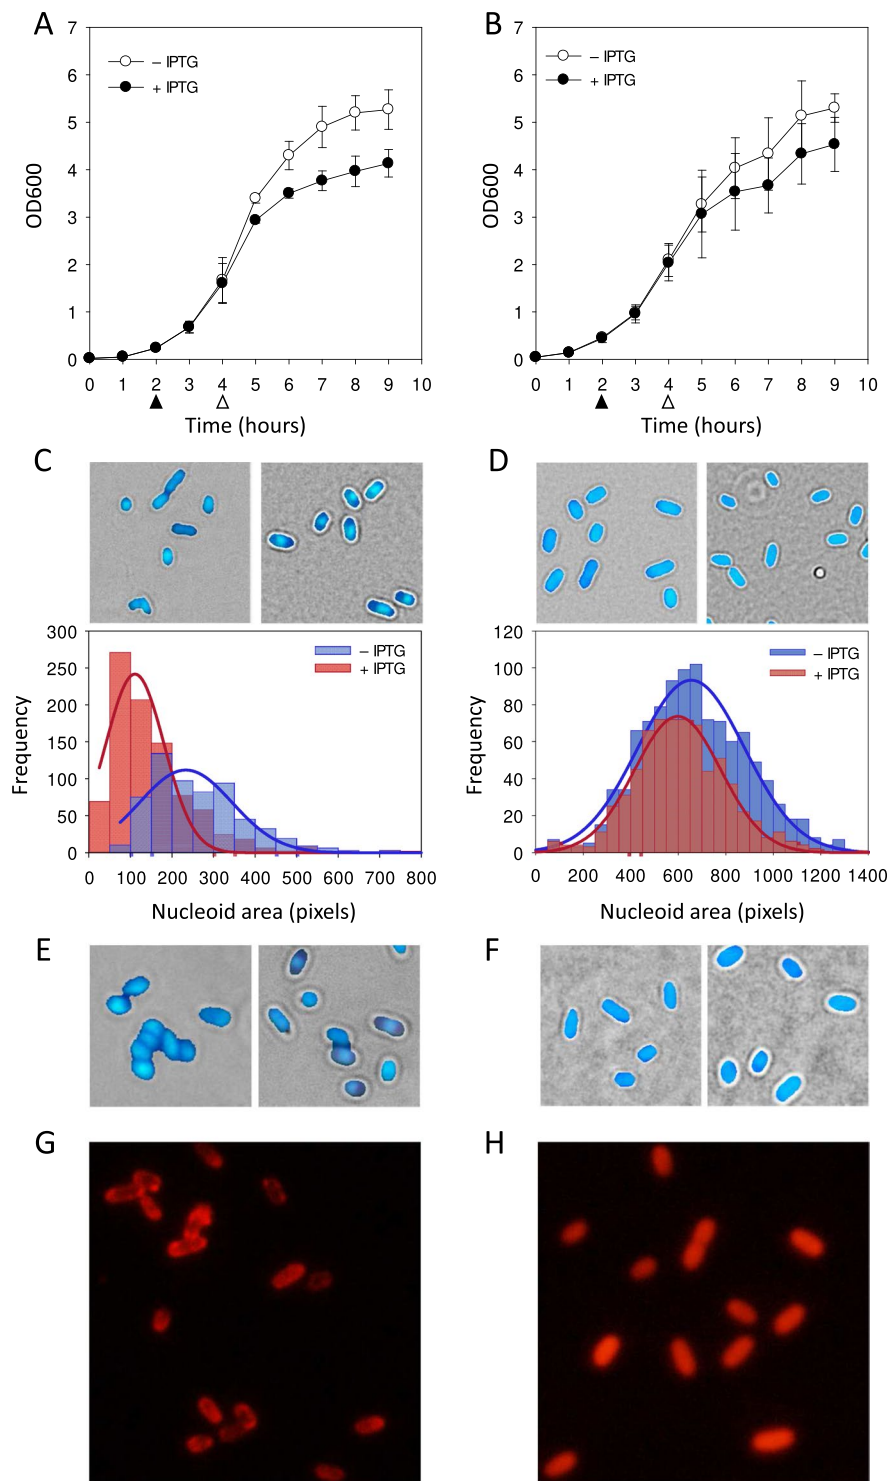 A
7
6
5
4
3
2
1
0
OD600
– IPTG
+ IPTG
0 1 2 3 4 5 6 7 8 9 10
Time (hours)
B
7
6
5
4
3
2
1
0
OD600
– IPTG
+ IPTG
0 1 2 3 4 5 6 7 8 9 10
Time (hours)
C
300
250
200
150
100
50
0
Frequency
– IPTG
+ IPTG
0 100 200 300 400 500 600 700 800
Nucleoid area (pixels)
D
120
100
80
60
40
20
0
Frequency
– IPTG
+ IPTG
0 200 400 600 800 1000 1200 1400
Nucleoid area (pixels)
E
F
G
H